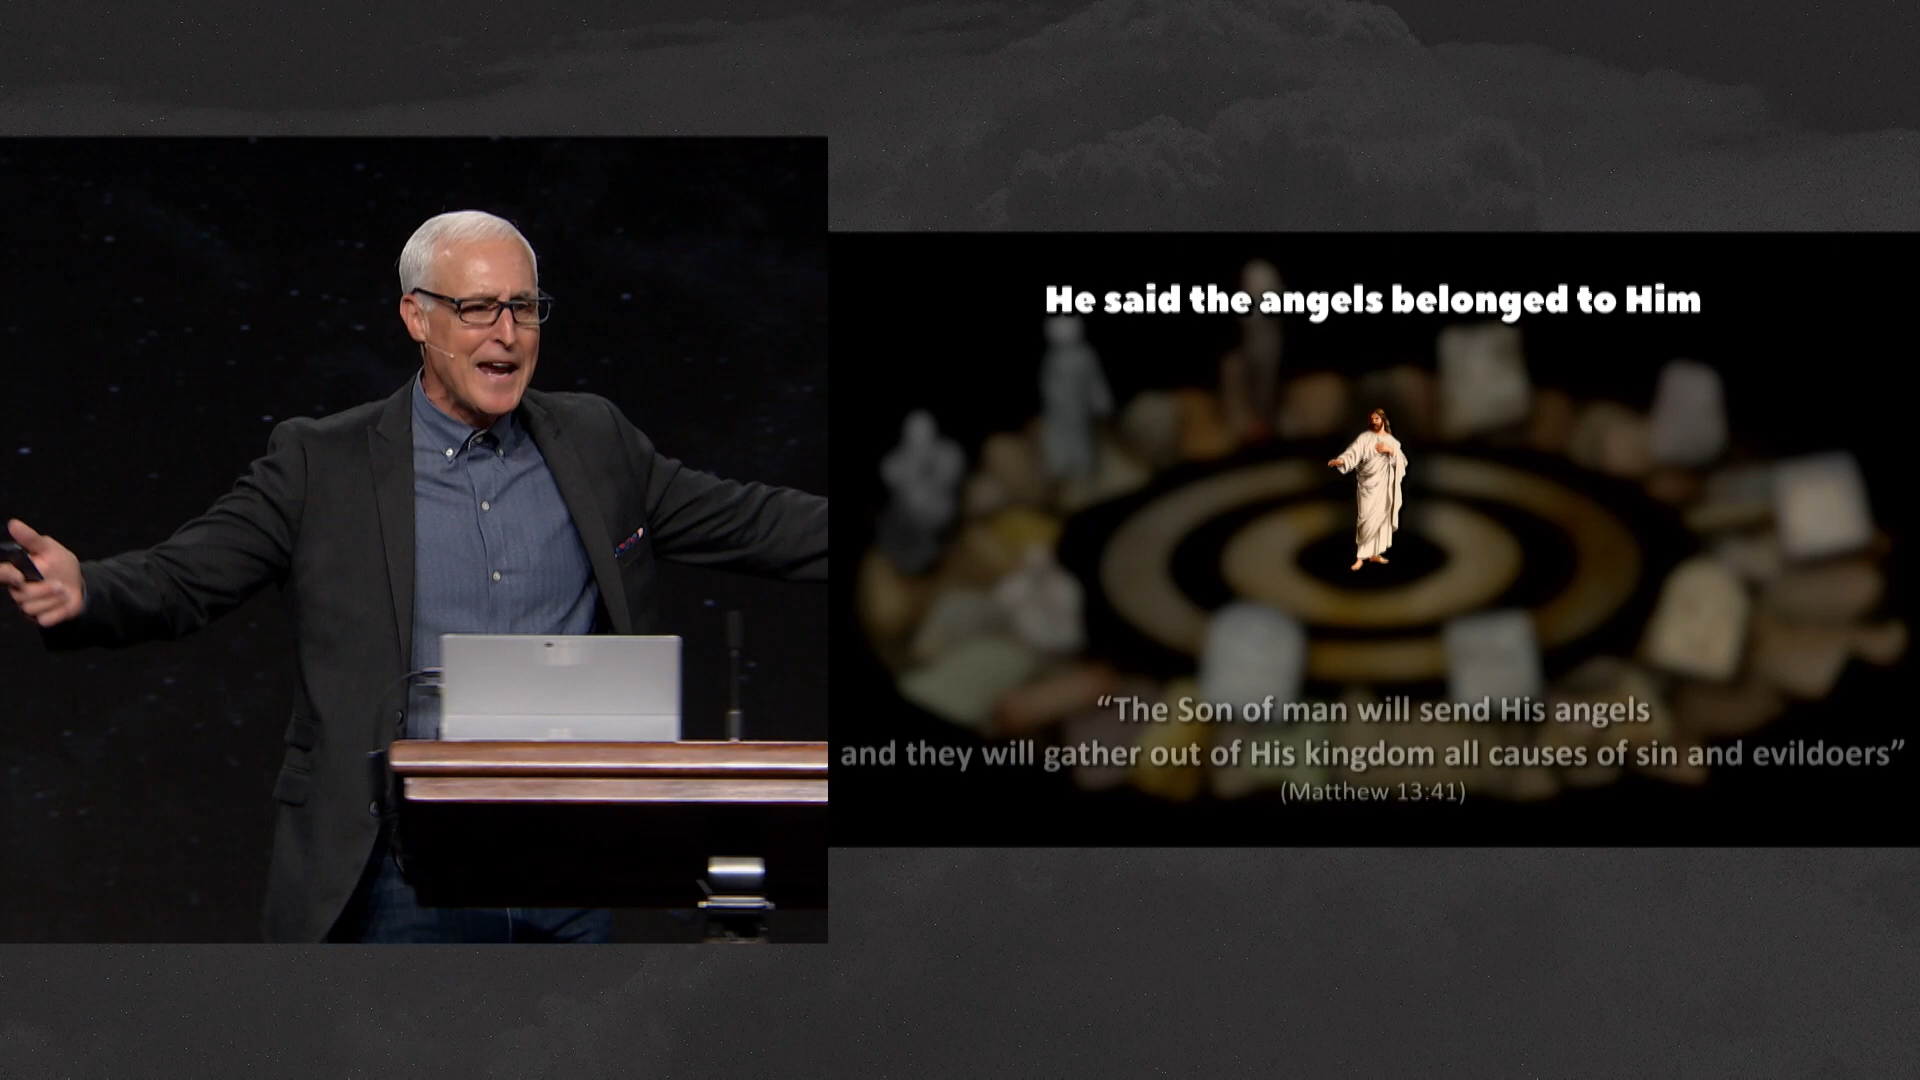 He said the angels belonged to Him
“The Son of man will send His angels
and they will gather out of His kingdom all causes of sin and evildoers”
(Matthew 13:41)